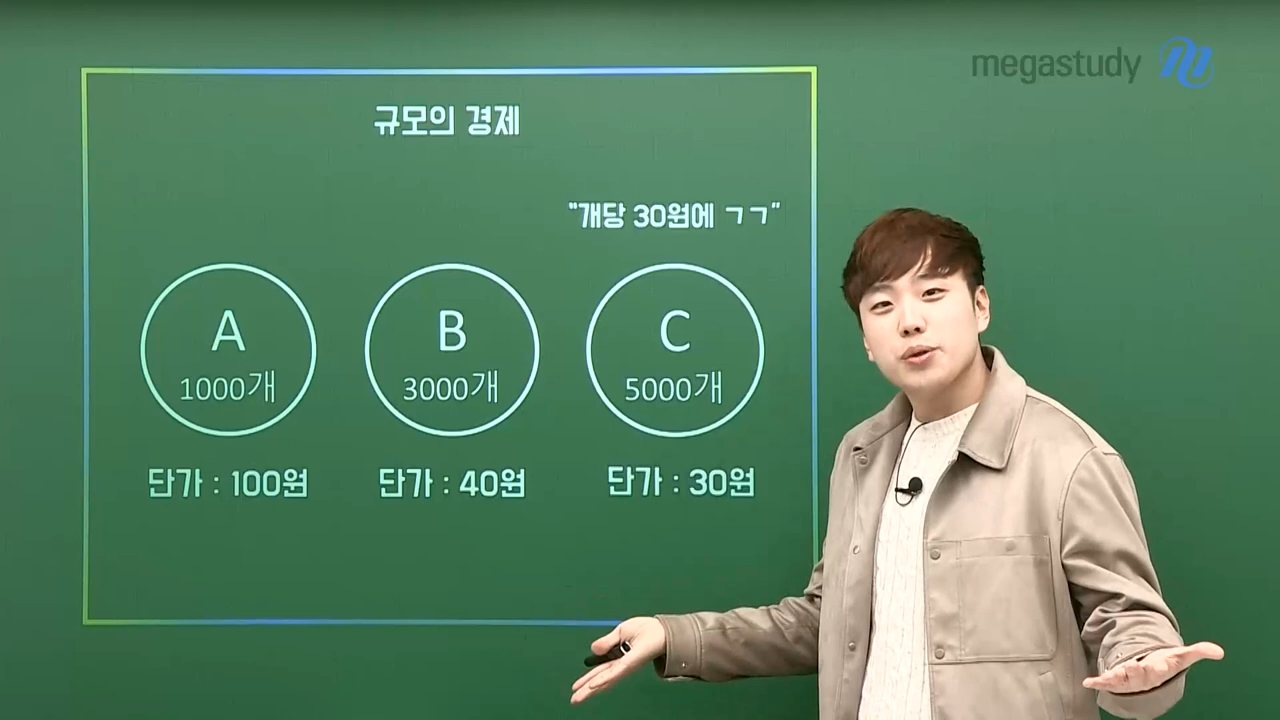 megastudy
규모의 경제
"개당 30원에 ㄱㄱ"
A
1000개
B
3000개
C
5000개
단가 : 100원
단가 : 40원
단가 : 30원